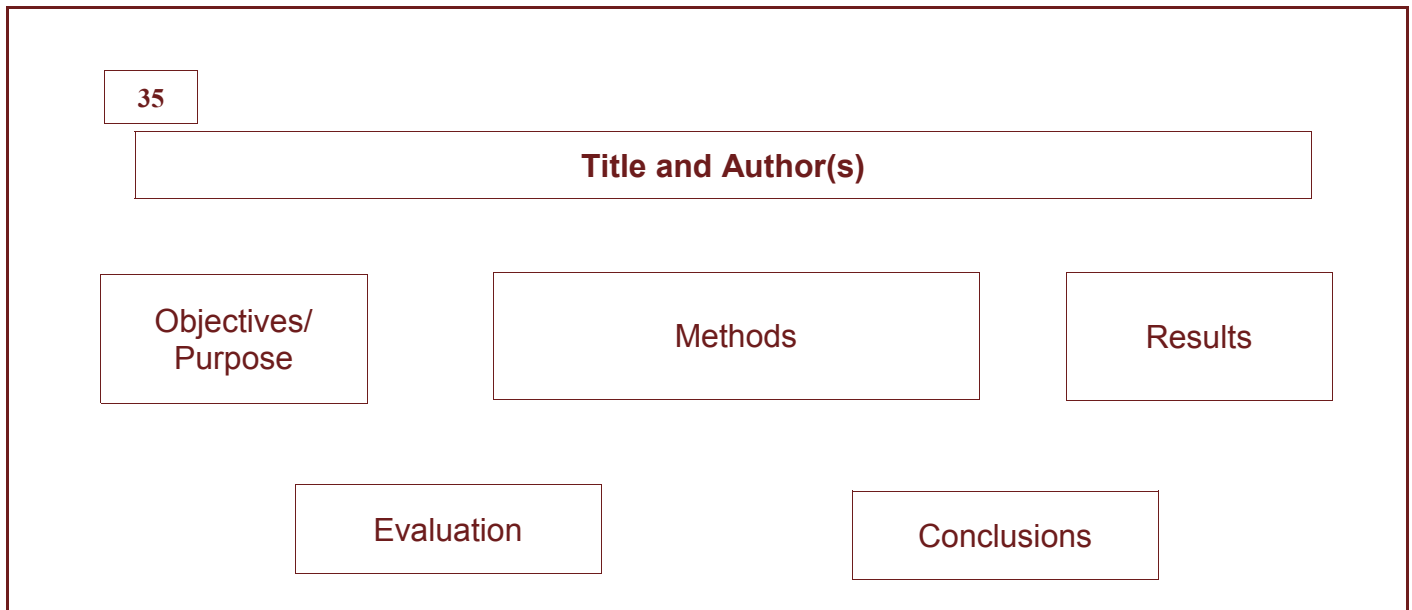 35
Title and Author(s)
Objectives/
Purpose
Methods
Results
Evaluation
Conclusions